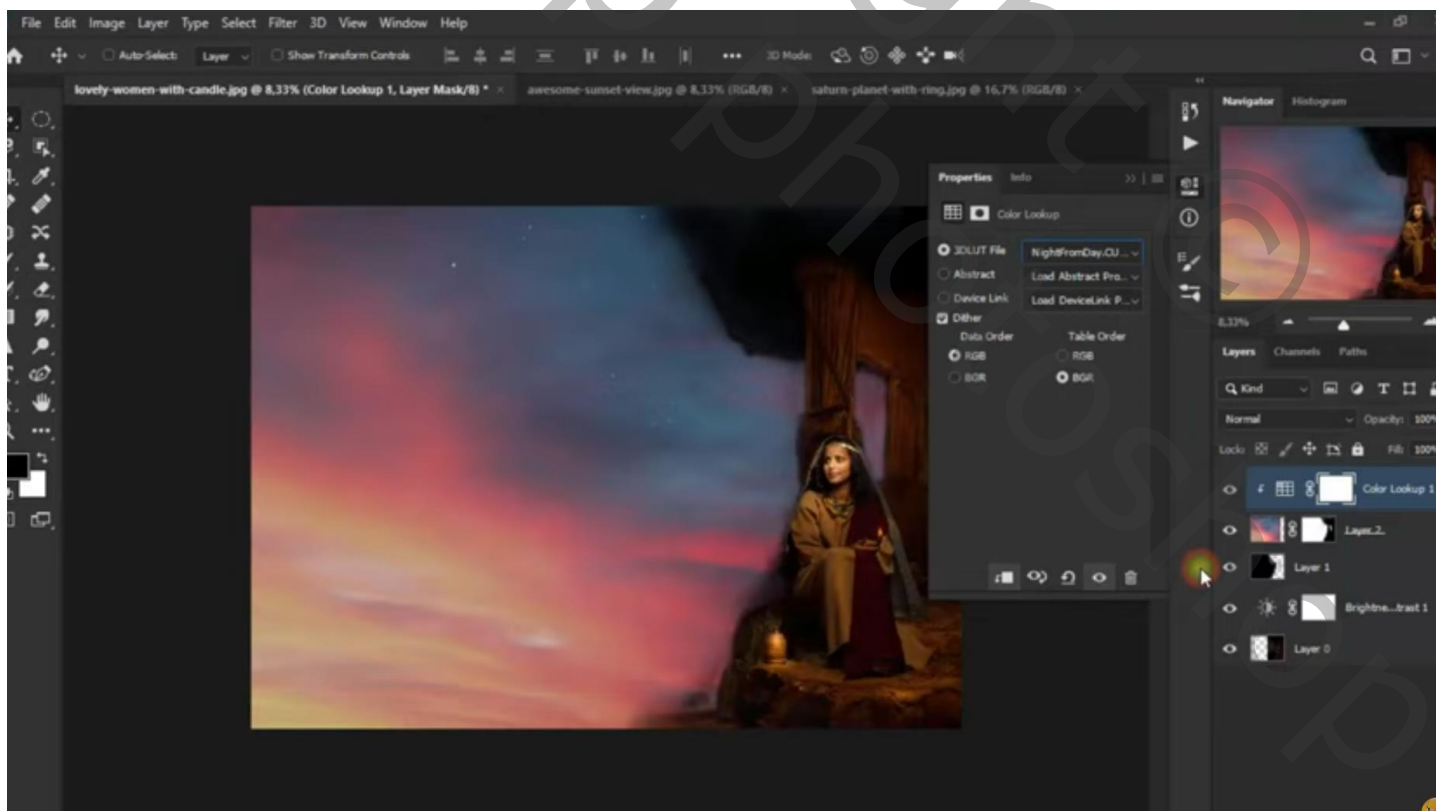 File Edit Image Layer Type Select Filter 3D View Window Help
Auto-Select: Layer Show Transform Controls 3D Mode:
lovely-women-with-candle.jpg @ 8,33% (Color Lookup 1, Layer Mask/8) * × awesome-sunset-view.jpg @ 8,33% (RGB/8) × saturn-planet-with-ring.jpg @ 16,7% (RGB/8) ×
Navigator Histogram
Properties Info
Color Lookup
3DLUT File NightFromDay.CU...
Abstract Load Abstract Pro...
Device Link Load DeviceLink P...
Dither
Data Order Table Order
RGB RGB
BGR BGR
8,33%
Layers Channels Paths
Kind
Normal Opacity: 100%
Lock: Fill: 100%
Color Lookup 1
Layer 2
Layer 1
Brightne...trast 1
Layer 0
photoshop
©